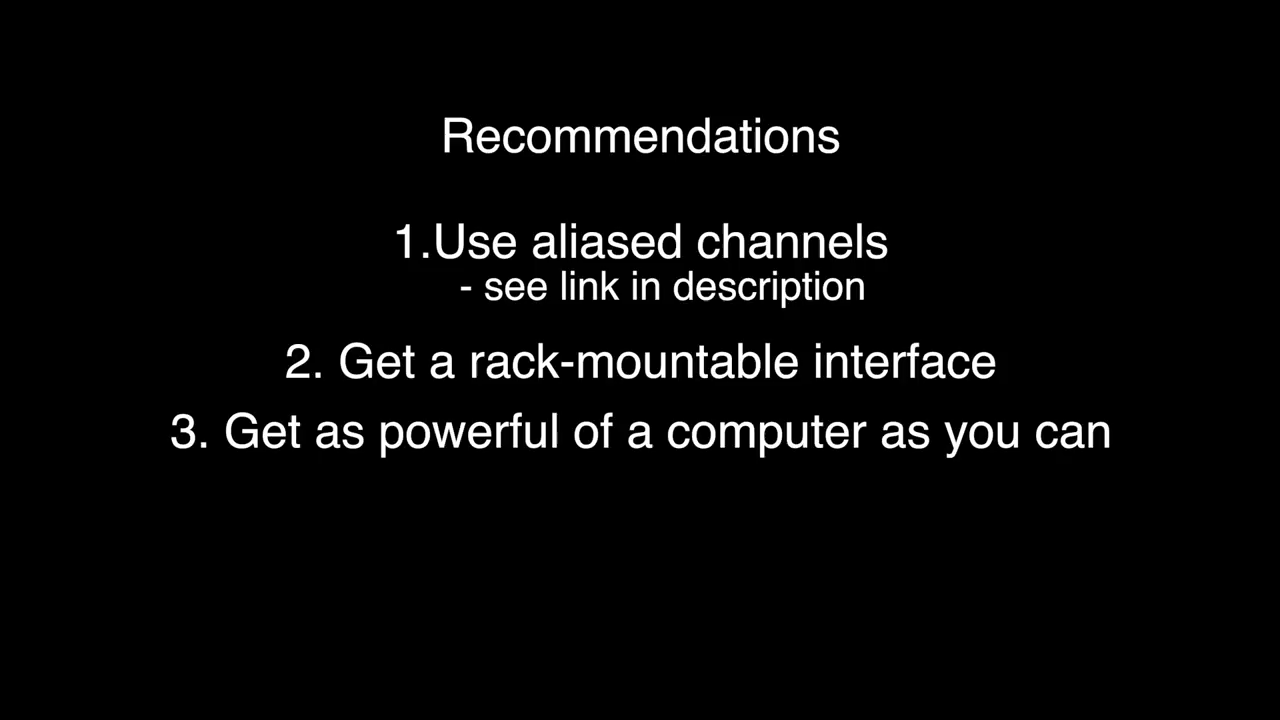 Recommendations
1.Use aliased channels
- see link in description
2. Get a rack-mountable interface
3. Get as powerful of a computer as you can